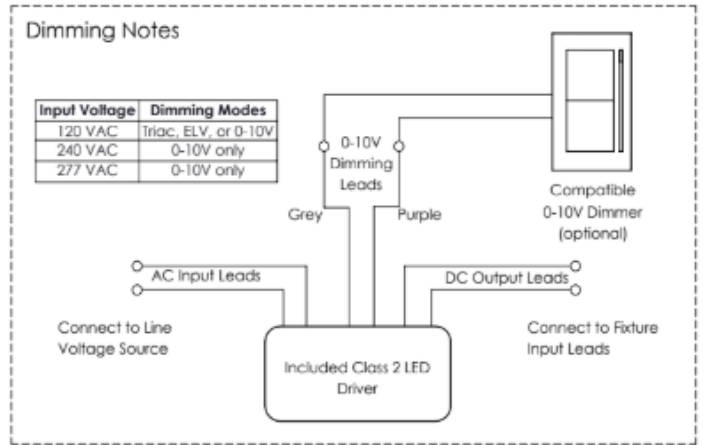 Dimming Notes
Input Voltage Dimming Modes
120 VAC Triac, ELV, or 0-10V
240 VAC 0-10V only
277 VAC 0-10V only
0-10V
Dimming
Leads
Grey
Purple
Compatible
0-10V Dimmer
(optional)
AC Input Leads
DC Output Leads
Connect to Line
Voltage Source
Connect to Fixture
Input Leads
Included Class 2 LED
Driver